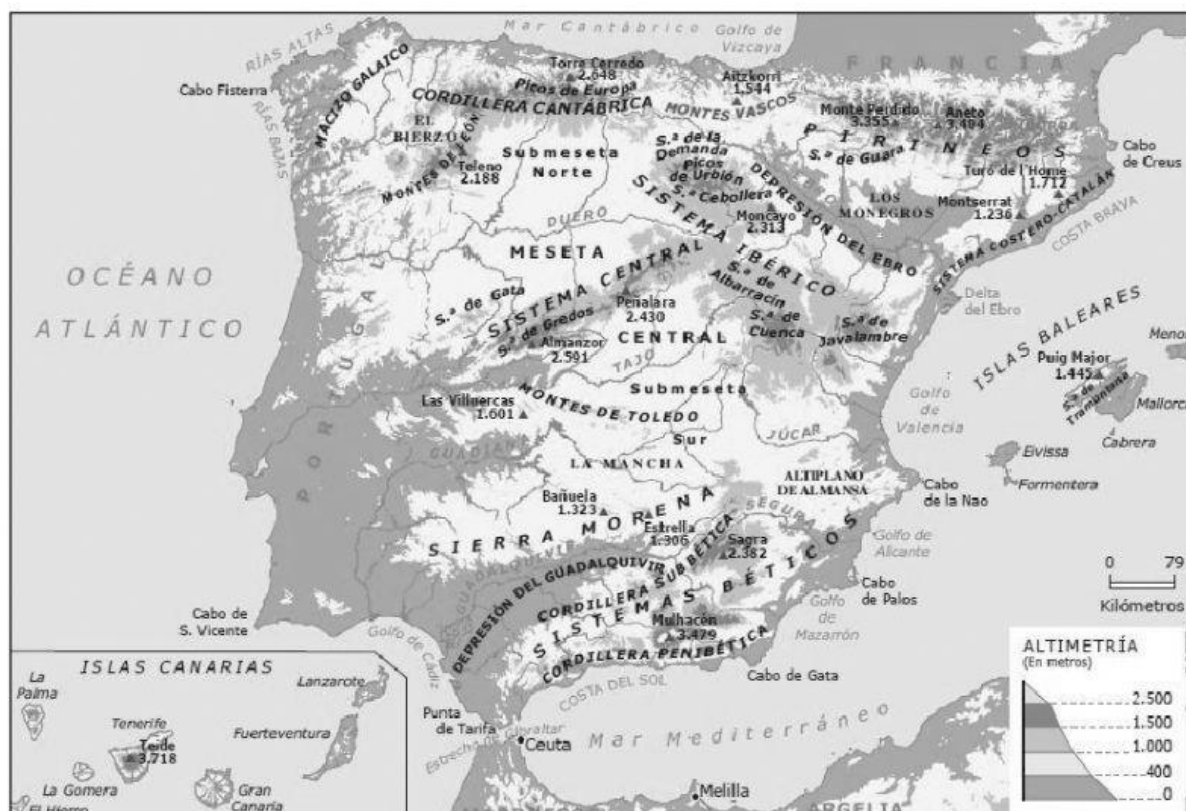 Mar Cantábrico
Golfo de
Vizcaya
RÍAS ALTAS
FRANCIA
Cabo Fisterra
RÍAS BAJAS
MACIZO GALAICO
Torre Cerredo
2.648
Picos de Europa
CORDILLERA CANTÁBRICA
Aitzkorri
1.544
MONTES VASCOS
Monte Perdido
3.355
Aneto
3.404
PIRINEOS
S.ª de Guara
Cabo
de Creus
EL
BIERZO
MONTES DE LEÓN
Teleno
2.188
Submeseta
Norte
S.ª de la
Demanda
Picos
de Urbión
S.ª Cebollera
Moncayo
2.313
DEPRESIÓN DEL EBRO
LOS
MONEGROS
Turó de l'Home
1.712
Montserrat
1.236
SISTEMA COSTERO-CATALÁN
COSTA BRAVA
DUERO
MESETA
SISTEMA IBÉRICO
OCÉANO
ATLÁNTICO
PORTUGAL
S.ª de Gata
SISTEMA CENTRAL
S.ª de Gredos
Peñalara
2.430
Almanzor
2.591
CENTRAL
S.ª de
Albarracín
S.ª de
Cuenca
S.ª de
Javalambre
Delta
del Ebro
ISLAS BALEARES
Puig Major
1.445
S.ª de
Tramuntana
Mallorca
Cabrera
Eivissa
Formentera
TAJO
Submeseta
Sur
Las Villuercas
1.601
MONTES DE TOLEDO
Golfo
de
Valencia
GUADIANA
JÚCAR
LA MANCHA
ALTIPLANO
DE ALMANSA
Cabo
de la Nao
Bañuela
1.323
SIERRA MORENA
Estrella
1.306
SEGURA
Sagra
2.382
Golfo de
Alicante
GUADALQUIVIR
DEPRESIÓN DEL GUADALQUIVIR
CORDILLERA SUBBÉTICA
SISTEMAS BÉTICOS
Cabo
de Palos
Golfo
de
Mazarrón
0 79
Kilómetros
Cabo de
S. Vicente
Golfo de
Cádiz
Mulhacén
3.479
CORDILLERA PENIBÉTICA
Cabo de Gata
COSTA DEL SOL
Punta
de Tarifa
Estrecho de Gibraltar
Ceuta
Mar Mediterráneo
Melilla
ARGELIA
ISLAS CANARIAS
La
Palma
Lanzarote
Tenerife
Teide
3.718
Fuerteventura
La Gomera
El Hierro
Gran
Canaria
ALTIMETRÍA
(En metros)
2.500
1.500
1.000
400
0